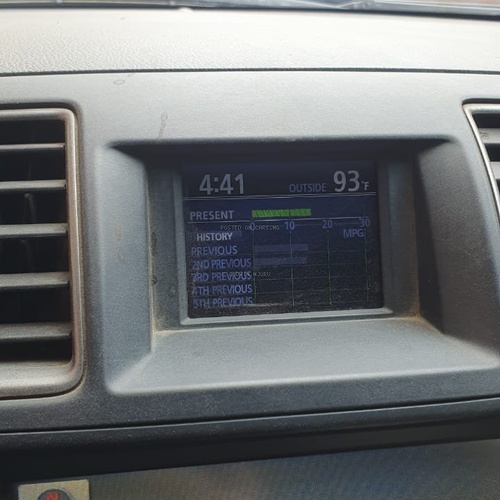 4:41 OUTSIDE 93°F
PRESENT
0 10 20 30
HISTORY MPG
PREVIOUS
2ND PREVIOUS
3RD PREVIOUS
4TH PREVIOUS
5TH PREVIOUS